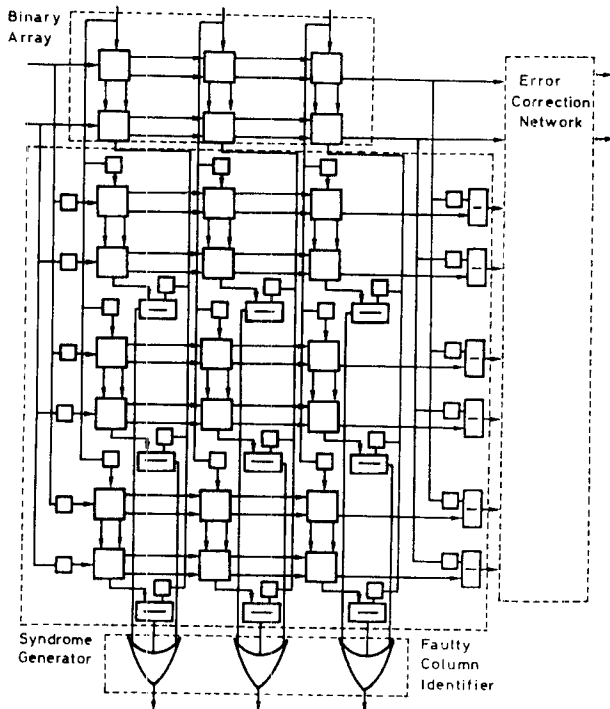 Binary
Array
Error
Correction
Network
Syndrome
Generator
Faulty
Column
Identifier